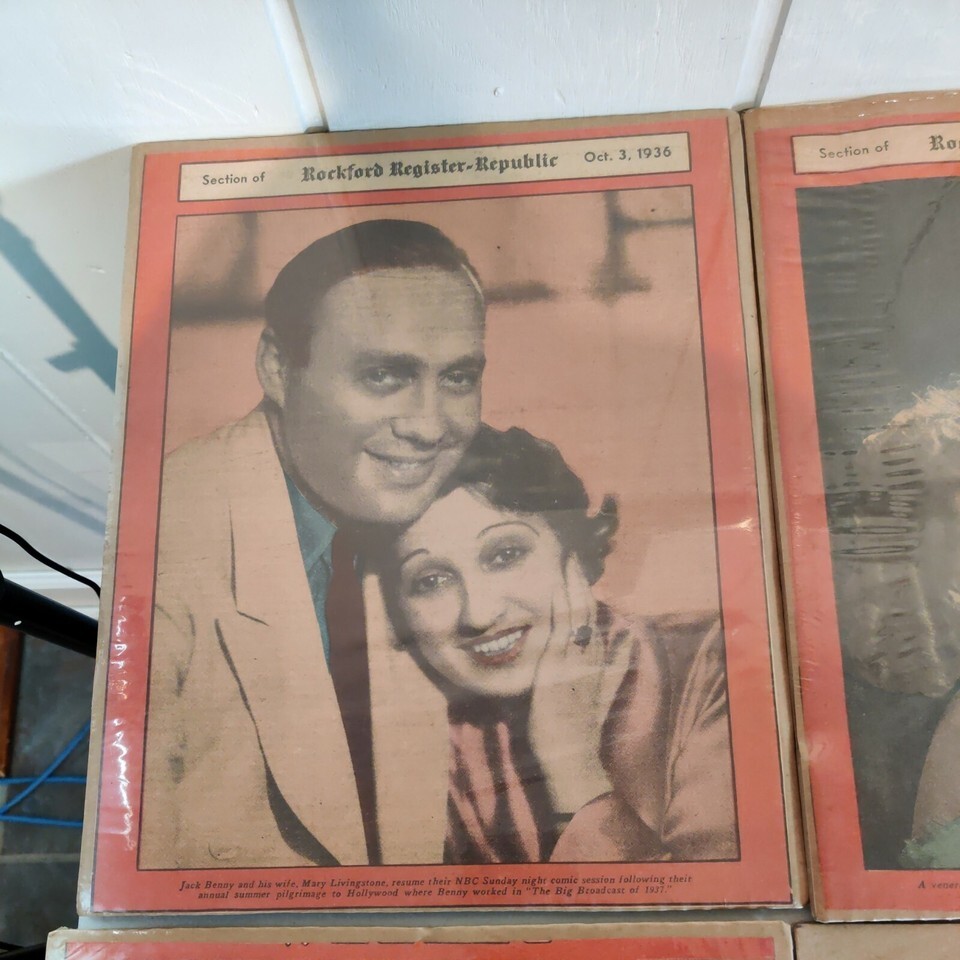 Section of Rockford Register-Republic Oct. 3, 1936
Jack Benny and his wife, Mary Livingstone, resume their NBC Sunday night comic session following their
annual summer pilgrimage to Hollywood where Benny worked in "The Big Broadcast of 1937."
Section of
A